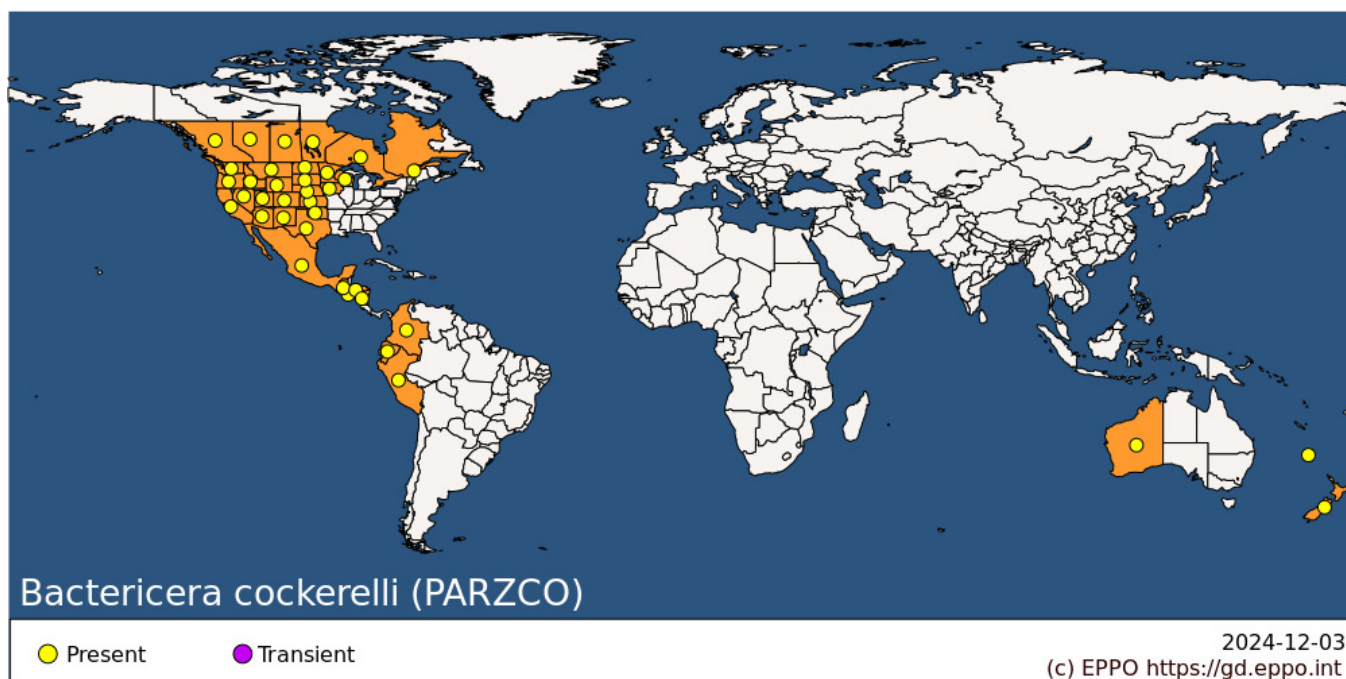 Bactericera cockerelli (PARZCO)
Present Transient
2024-12-03
(c) EPPO https://gd.eppo.int